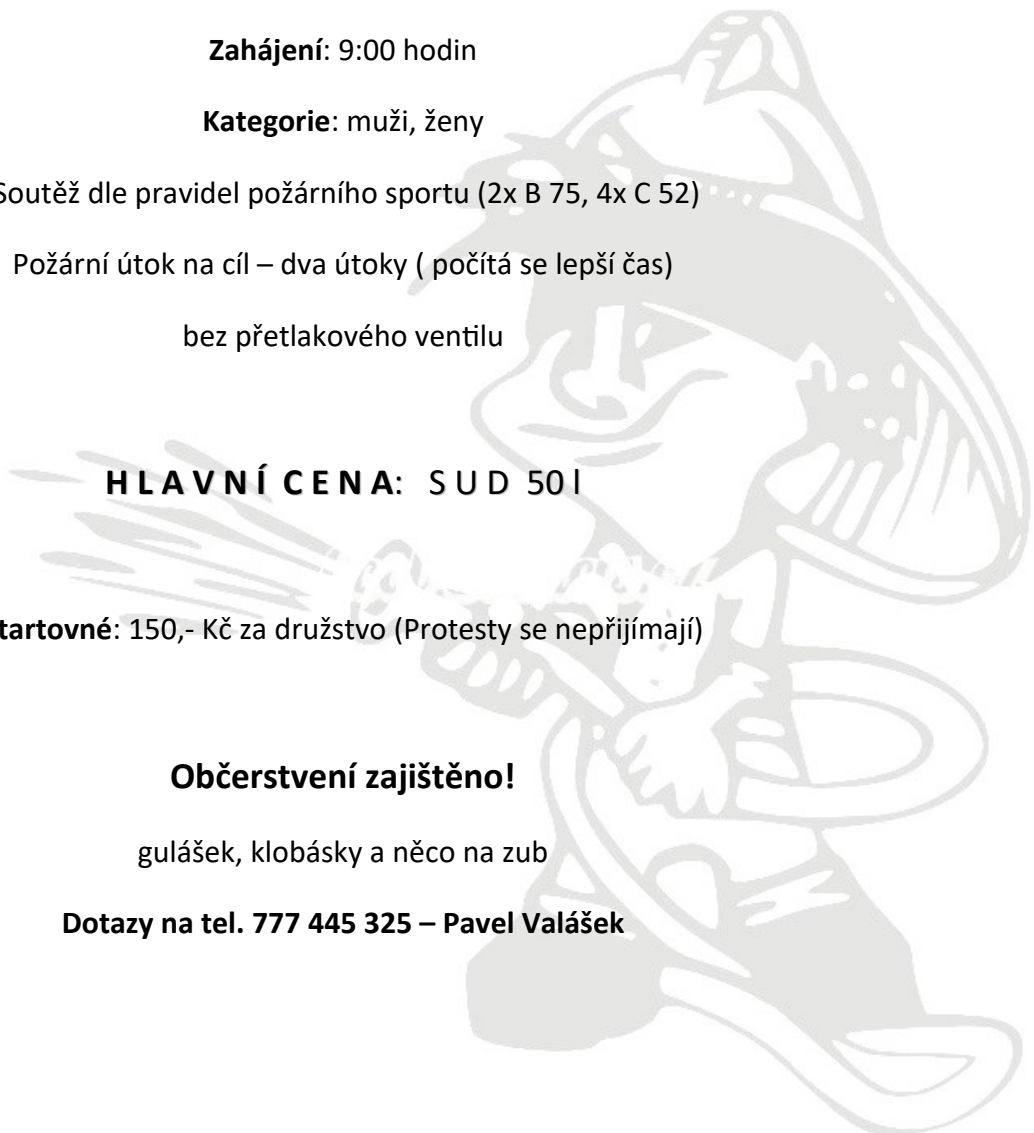 Zahájení: 9:00 hodin
Kategorie: muži, ženy
Soutěž dle pravidel požárního sportu (2x B 75, 4x C 52)
Požární útok na cíl – dva útoky ( počítá se lepší čas)
bez přetlakového ventilu
H L A V N Í C E N A: S U D 50 l
tartovné: 150,- Kč za družstvo (Protesty se nepřijímají)
Občerstvení zajištěno!
gulášek, klobásky a něco na zub
Dotazy na tel. 777 445 325 – Pavel Valášek